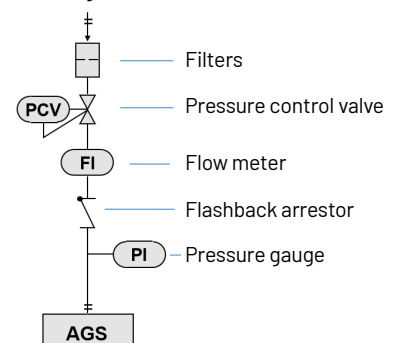 Filters
PCV
Pressure control valve
FI
Flow meter
Flashback arrestor
PI
Pressure gauge
AGS